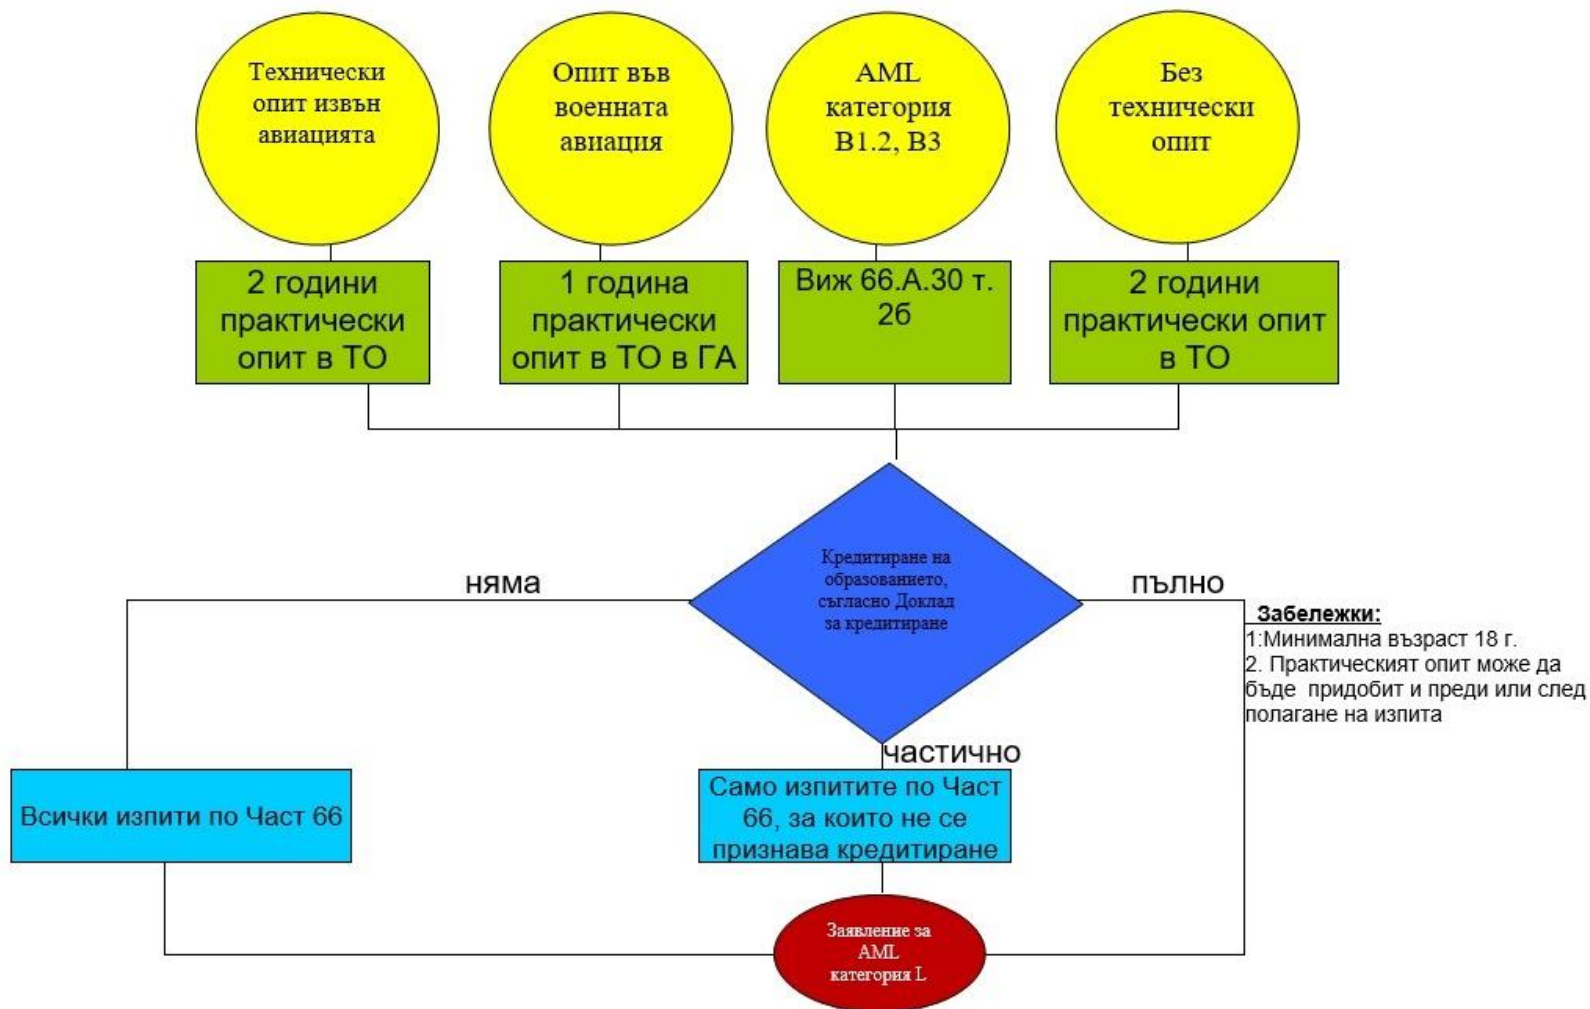 Технически
опит извън
авиацията
Опит във
военната
авиация
AML
категория
B1.2, B3
Без
технически
опит
2 години
практически
опит в ТО
1 година
практически
опит в ТО в ГА
Виж 66.А.30 т.
2б
2 години
практически опит
в ТО
Кредитиране на
образованието,
съгласно Доклад
за кредитиране
няма
пълно
частично
Забележки:
1:Минимална възраст 18 г.
2. Практическият опит може да
бъде придобит и преди или след
полагане на изпита
Всички изпити по Част 66
Само изпитите по Част
66, за които не се
признава кредитиране
Заявление за
AML
категория L